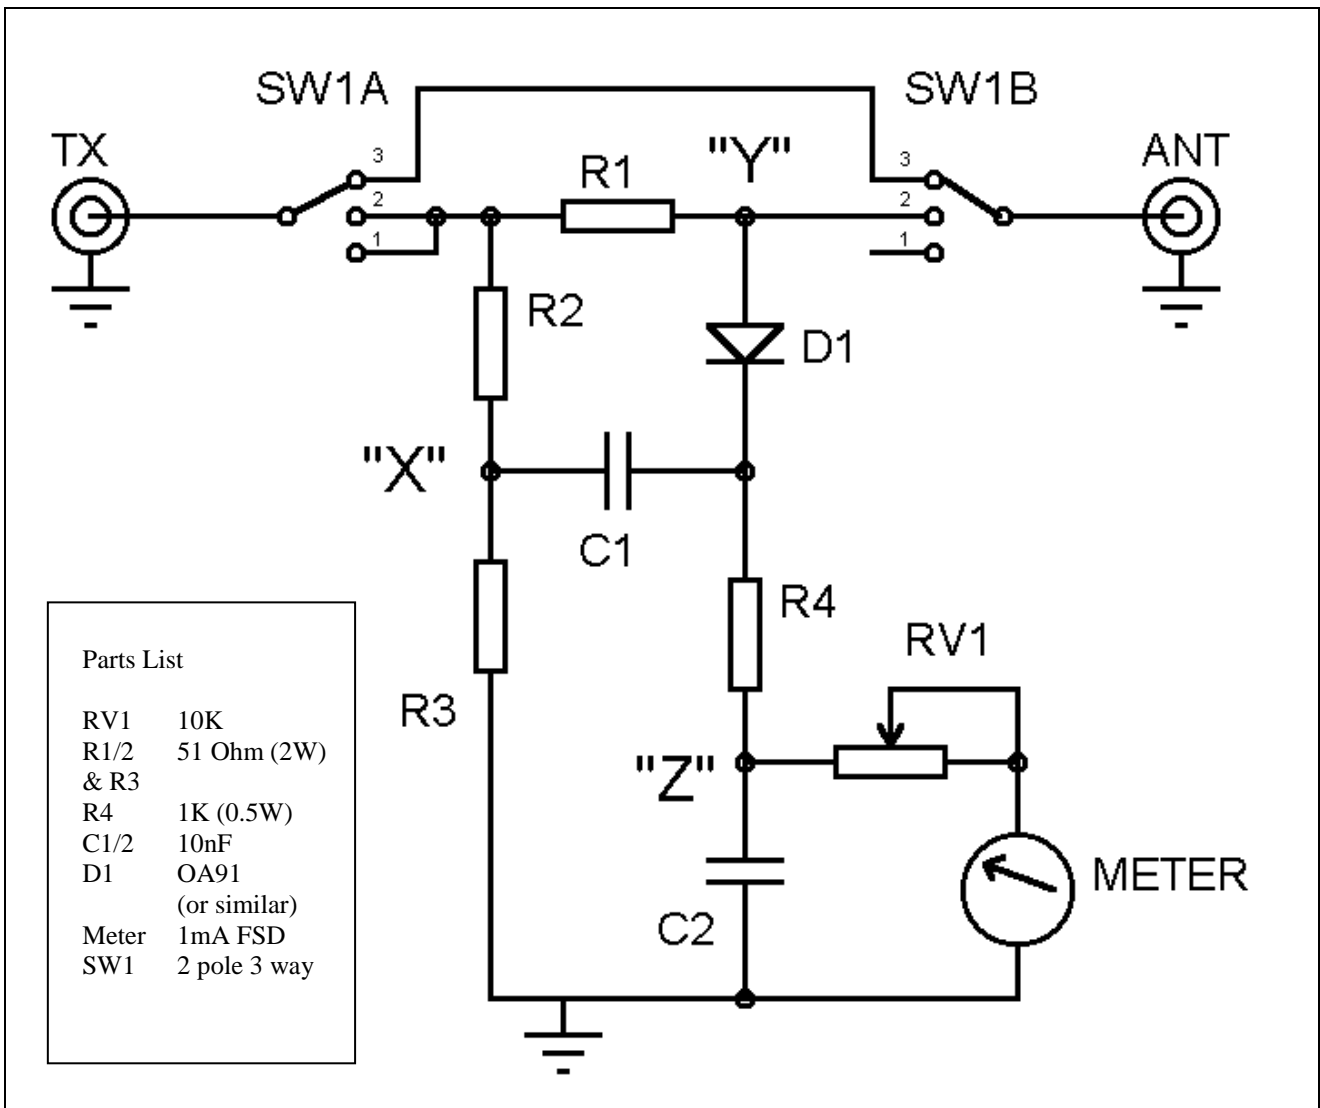 SW1A
SW1B
TX
ANT
3
2
1
R1
"Y"
3
2
1
R2
D1
"X"
C1
R4
RV1
R3
"Z"
METER
C2
Parts List
RV1 10K
R1/2 51 Ohm (2W)
& R3
R4 1K (0.5W)
C1/2 10nF
D1 OA91
(or similar)
Meter 1mA FSD
SW1 2 pole 3 way